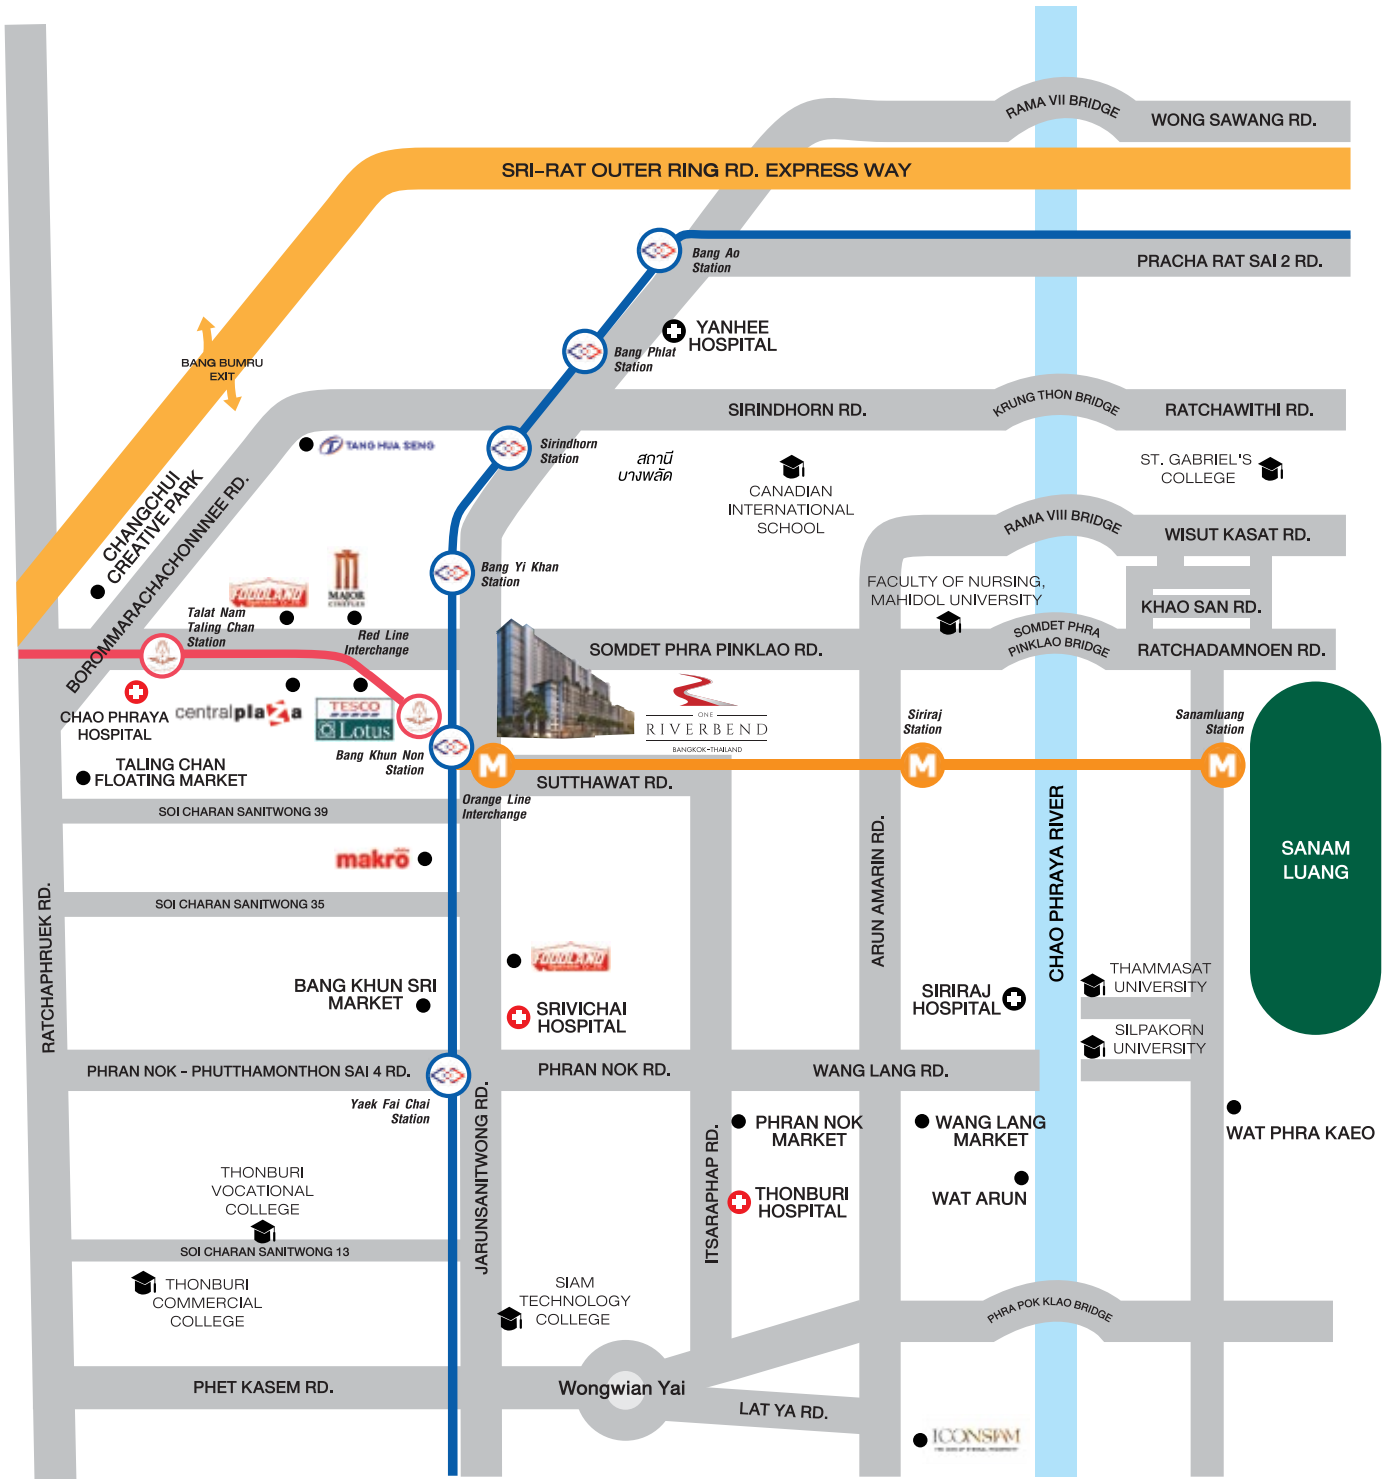 RAMA VII BRIDGE
WONG SAWANG RD.
SRI-RAT OUTER RING RD. EXPRESS WAY
Bang Ao
Station
PRACHA RAT SAI 2 RD.
YANHEE
HOSPITAL
Bang Phlat
Station
BANG BUMRU
EXIT
SIRINDHORN RD.
KRUNG THON BRIDGE
RATCHAWITHI RD.
TANG HUA SENG
Sirindhorn
Station
สถานี
บางพลัด
CANADIAN
INTERNATIONAL
SCHOOL
ST. GABRIEL'S
COLLEGE
CHANGCHUI
CREATIVE PARK
BOROMMARACHACHONNNEE RD.
RAMA VIII BRIDGE
WISUT KASAT RD.
Bang Yi Khan
Station
FOODLAND
MAJOR
CINEPLEX
FACULTY OF NURSING,
MAHIDOL UNIVERSITY
KHAO SAN RD.
Talat Nam
Taling Chan
Station
Red Line
Interchange
SOMDET PHRA PINKLAO RD.
SOMDET PHRA
PINKLAO BRIDGE
RATCHADAMNOEN RD.
CHAO PHRAYA
HOSPITAL
centralplaza
TESCO
Lotus
ONE
RIVERBEND
BANGKOK-THAILAND
Siriraj
Station
Sanamluang
Station
Bang Khun Non
Station
TALING CHAN
FLOATING MARKET
M
M
M
SUTTHAWAT RD.
Orange Line
Interchange
SOI CHARAN SANITWONG 39
makro
SOI CHARAN SANITWONG 35
RATCHAPHRUEK RD.
ARUN AMARIN RD.
CHAO PHRAYA RIVER
SANAM
LUANG
FOODLAND
BANG KHUN SRI
MARKET
SRIVICHAI
HOSPITAL
SIRIRAJ
HOSPITAL
THAMMASAT
UNIVERSITY
SILPAKORN
UNIVERSITY
PHRAN NOK - PHUTTHAMONTHON SAI 4 RD.
PHRAN NOK RD.
WANG LANG RD.
Yaek Fai Chai
Station
JARUNSANITWONG RD.
ITSARAPHAP RD.
PHRAN NOK
MARKET
WANG LANG
MARKET
WAT PHRA KAEO
THONBURI
VOCATIONAL
COLLEGE
THONBURI
HOSPITAL
WAT ARUN
SOI CHARAN SANITWONG 13
THONBURI
COMMERCIAL
COLLEGE
SIAM
TECHNOLOGY
COLLEGE
PHRA POK KLAO BRIDGE
PHET KASEM RD.
Wongwian Yai
LAT YA RD.
ICONSIAM